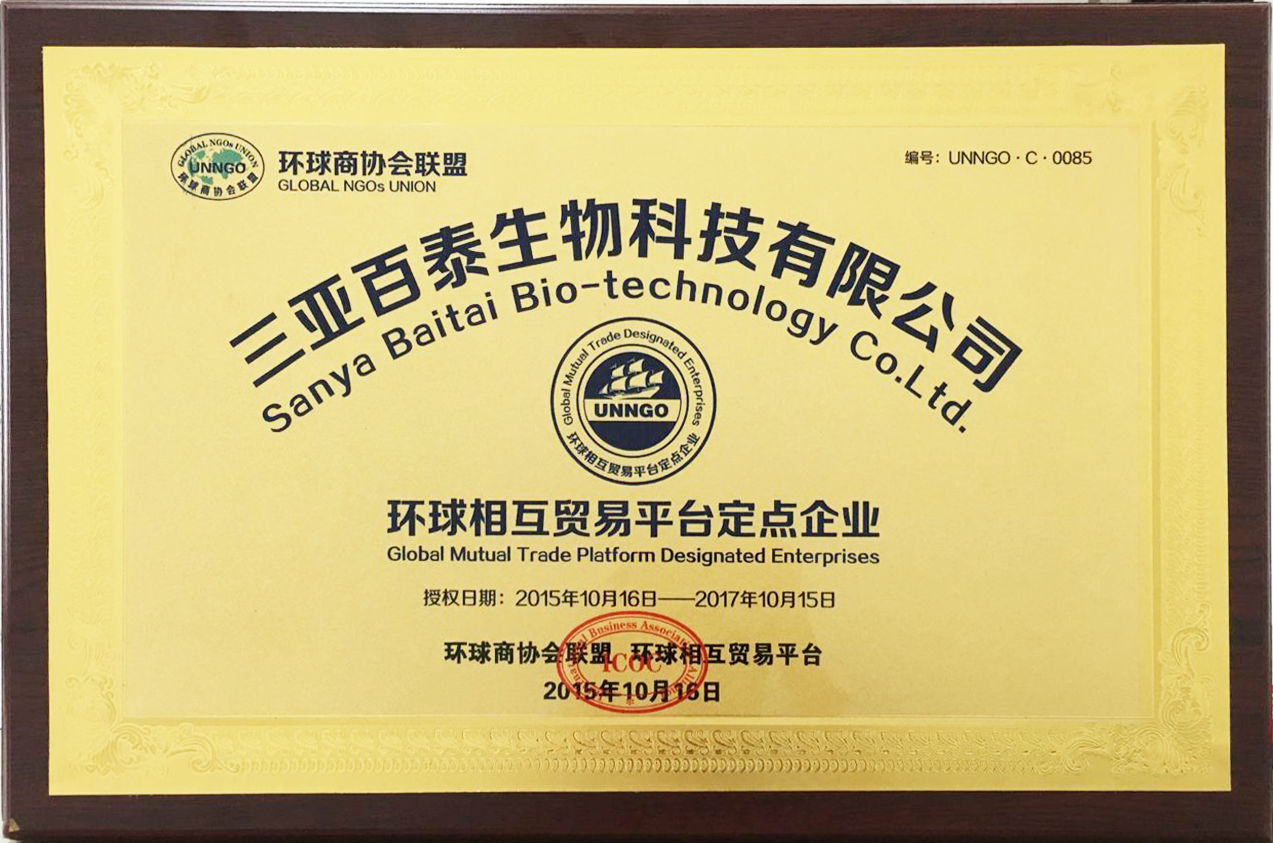 GLOBAL NGOs UNION
UNNGO
环球商协会联盟
环球商协会联盟
GLOBAL NGOs UNION
编号：UNNGO·C·0085
三亚百泰生物科技有限公司
Sanya Baitai Bio-technology Co.Ltd.
Global Mutual Trade Designated Enterprises
UNNGO
环球相互贸易平台定点企业
环球相互贸易平台定点企业
Global Mutual Trade Platform Designated Enterprises
授权日期：2015年10月16日——2017年10月15日
环球商协会联盟 环球相互贸易平台
2015年10月16日
Business
ICOC